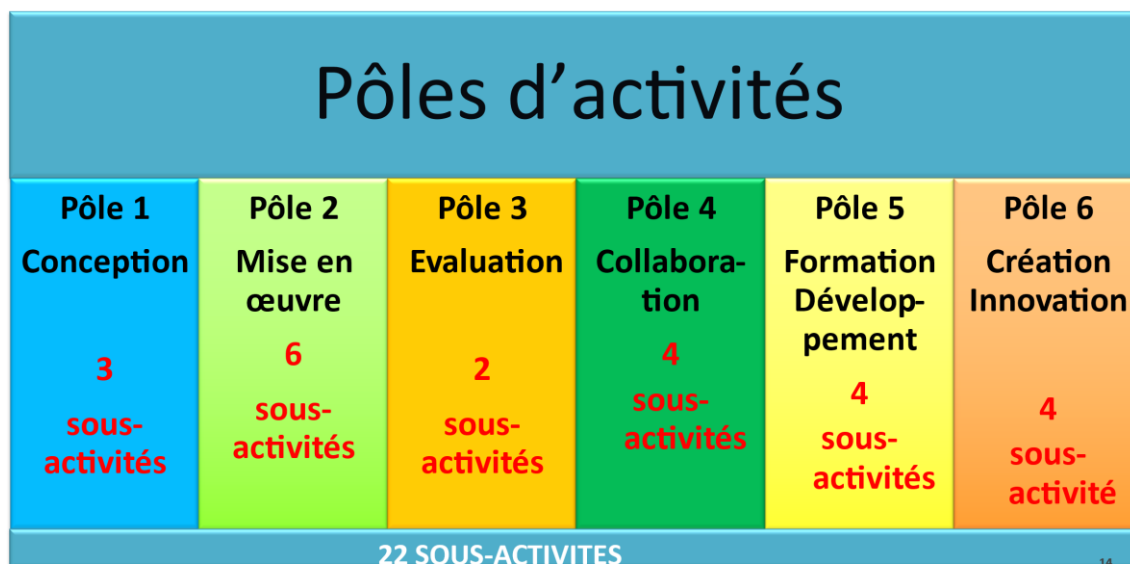 Pôles d’activités
Pôle 1
Conception
3
sous-
activités
Pôle 2
Mise en
œuvre
6
sous-
activités
Pôle 3
Evaluation
2
sous-
activités
Pôle 4
Collabora-
tion
4
sous-
activités
Pôle 5
Formation
Dévelop-
pement
4
sous-
activités
Pôle 6
Création
Innovation
4
sous-
activité
22 SOUS-ACTIVITES
14